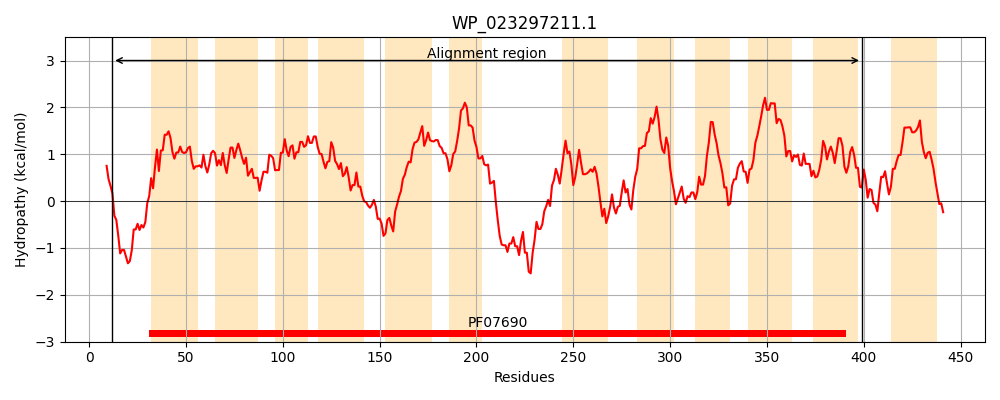 WP_023297211.1
Hydropathy (kcal/mol)
3
2
1
0
−1
−2
−3
Alignment region
PF07690
0 50 100 150 200 250 300 350 400 450
Residues